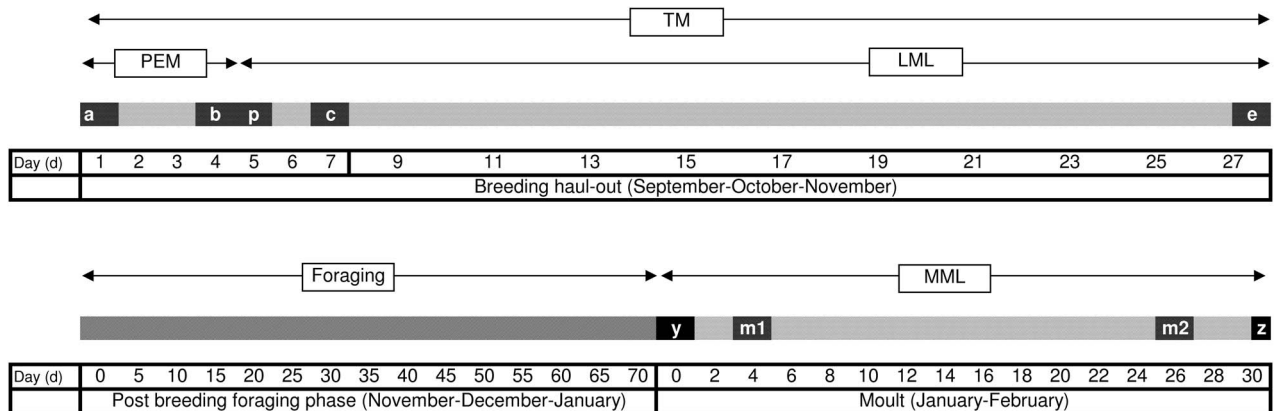 TM
PEM LML
a b p c e
Day (d) 1 2 3 4 5 6 7 9 11 13 15 17 19 21 23 25 27
Breeding haul-out (September-October-November)
Foraging MML
y m1 m2 z
Day (d) 0 5 10 15 20 25 30 35 40 45 50 55 60 65 70 0 2 4 6 8 10 12 14 16 18 20 22 24 26 28 30
Post breeding foraging phase (November-December-January) Moult (January-February)